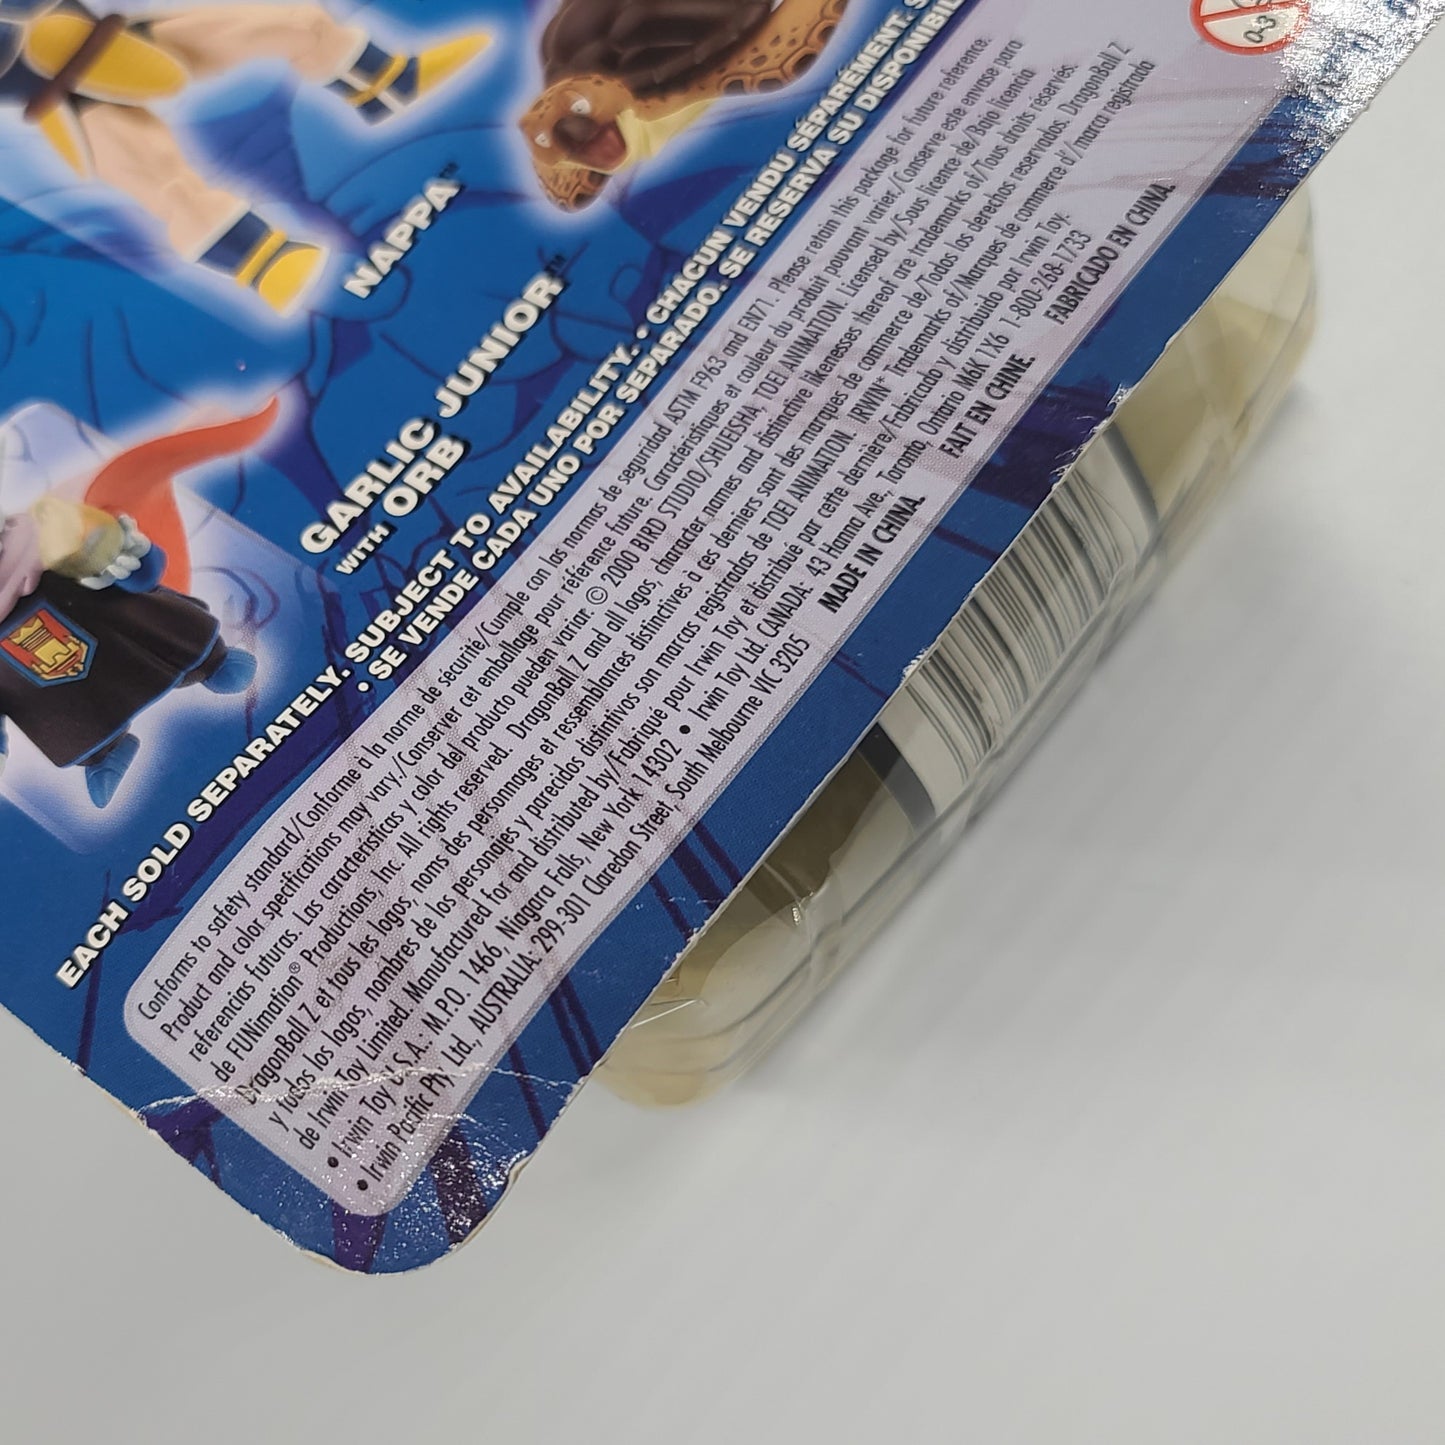 NAPPA™
GARLIC JUNIOR™
WITH ORB
EACH SOLD SEPARATELY. SUBJECT TO AVAILABILITY. • CHACUN VENDU SÉPARÉMENT.
• SE VENDE CADA UNO POR SEPARADO. SE RESERVA SU DISPONIBIL
0-3
Conforms to safety standard/Conforme à la norme de sécurité/Cumple con las normas de seguridad ASTM F963 and EN71. Please retain this package for future reference.
Product and color specifications may vary./Conserver cet emballage pour référence future. Caractéristiques et couleur du produit pouvant varier./Conserve este envase para
referencias futuras. Las características y color del producto pueden variar. © 2000 BIRD STUDIO/SHUEISHA, TOEI ANIMATION. Licensed by/Sous licence de/Bajo licencia
de FUNimation® Productions, Inc. All rights reserved. DragonBall Z and all logos, character names and distinctive likenesses thereof are trademarks of/Tous droits réservés.
DragonBall Z et tous les logos, noms des personnages et ressemblances distinctives à ces derniers sont des marques de commerce de/Todos los derechos reservados. DragonBall Z
y todos los logos, nombres de los personajes y parecidos distintivos son marcas registradas de TOEI ANIMATION. IRWIN* Trademarks of/Marques de commerce d'/marca registrada
de Irwin Toy Limited. Manufactured for and distributed by/Fabriqué pour Irwin Toy et distribué par cette dernière/Fabricado y distribuido por Irwin Toy.
• Irwin Toy U.S.A.: M.P.O. 1466, Niagara Falls, New York 14302 • Irwin Toy Ltd. CANADA: 43 Hanna Ave., Toronto, Ontario M6K 1X6 1-800-268-1733
• Irwin Pacific Pty Ltd., AUSTRALIA: 299-301 Claredon Street, South Melbourne VIC 3205
MADE IN CHINA. FAIT EN CHINE. FABRICADO EN CHINA.